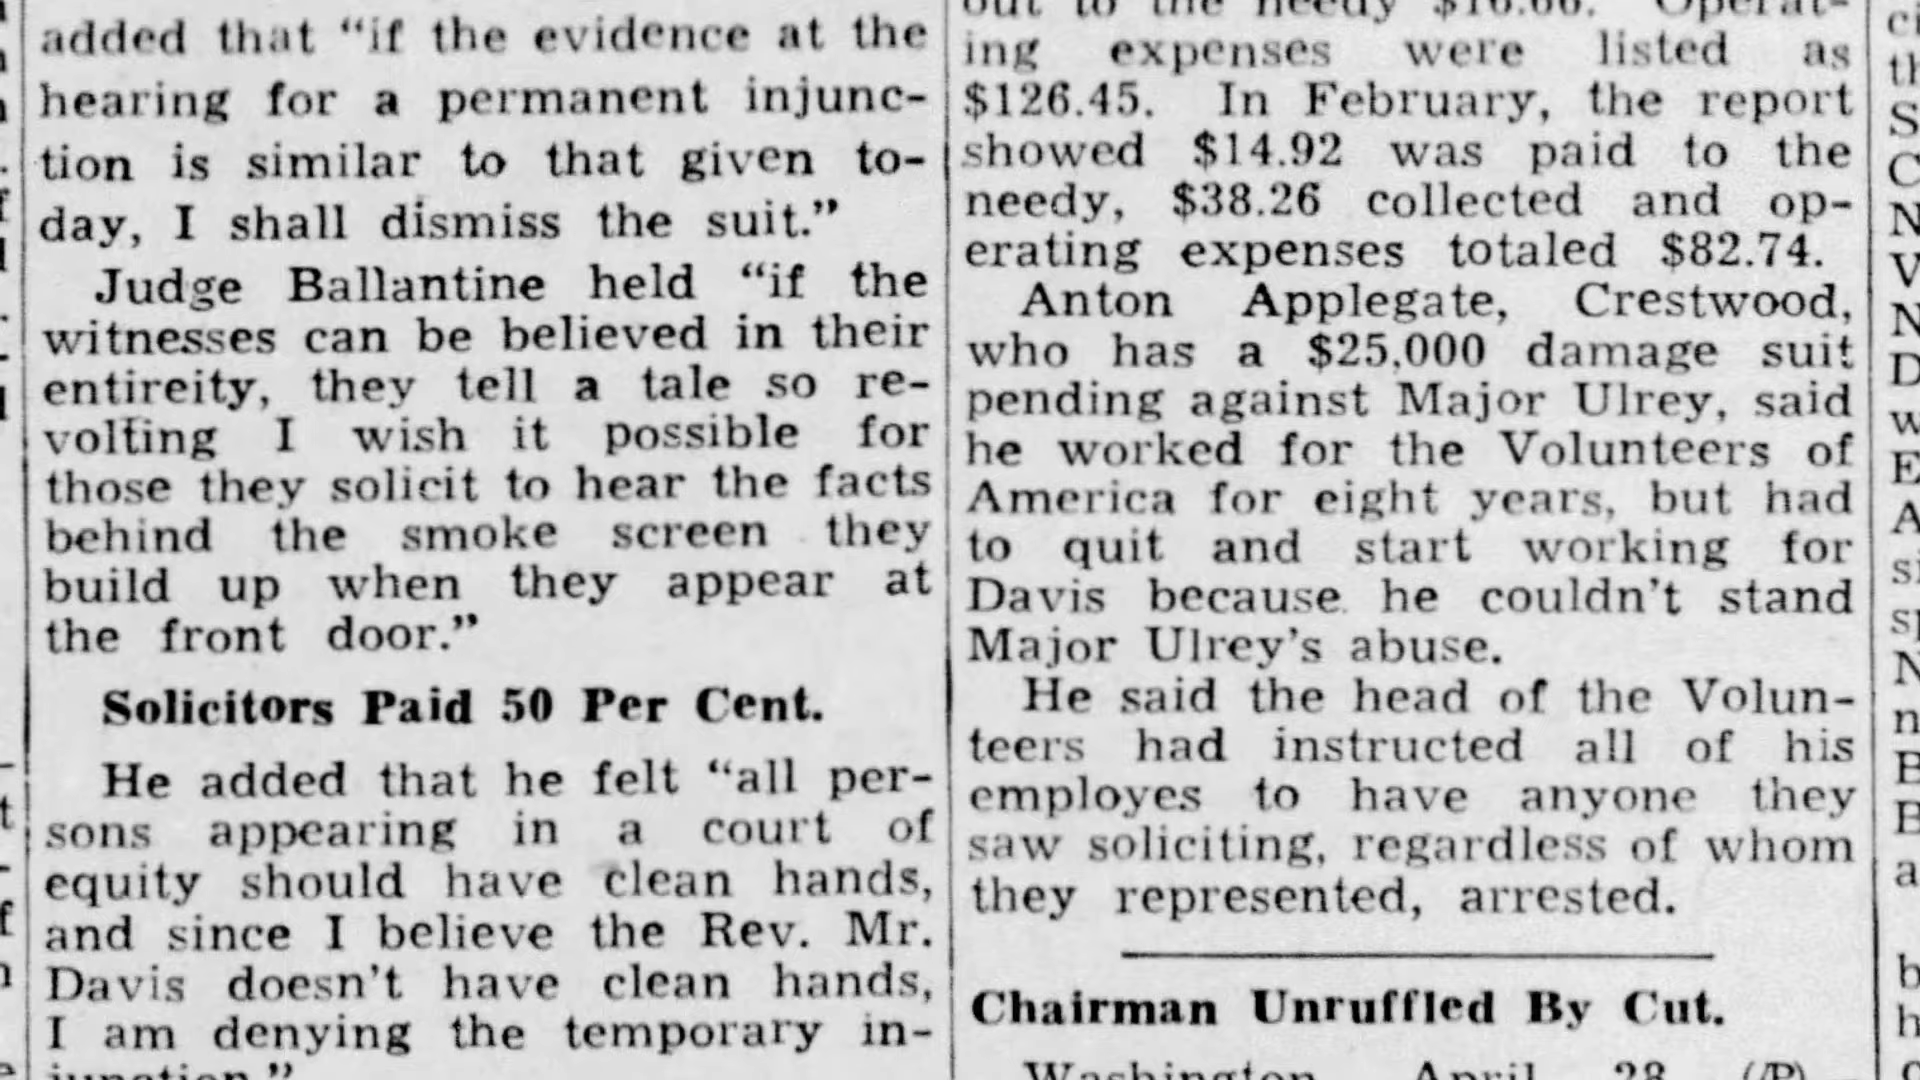 added that “if the evidence at the
hearing for a permanent injunc-
tion is similar to that given to-
day, I shall dismiss the suit.”
Judge Ballantine held “if the
witnesses can be believed in their
entireity, they tell a tale so re-
volting I wish it possible for
those they solicit to hear the facts
behind the smoke screen they
build up when they appear at
the front door.”
Solicitors Paid 50 Per Cent.
He added that he felt “all per-
sons appearing in a court of
equity should have clean hands,
and since I believe the Rev. Mr.
Davis doesn't have clean hands,
I am denying the temporary in-
junction.”
out to the needy
ing expenses were listed as
$126.45. In February, the report
showed $14.92 was paid to the
needy, $38.26 collected and op-
erating expenses totaled $82.74.
Anton Applegate, Crestwood,
who has a $25,000 damage suit
pending against Major Ulrey, said
he worked for the Volunteers of
America for eight years, but had
to quit and start working for
Davis because he couldn't stand
Major Ulrey's abuse.
He said the head of the Volun-
teers had instructed all of his
employes to have anyone they
saw soliciting, regardless of whom
they represented, arrested.
Chairman Unruffled By Cut.
Washington, April 28 (AP)